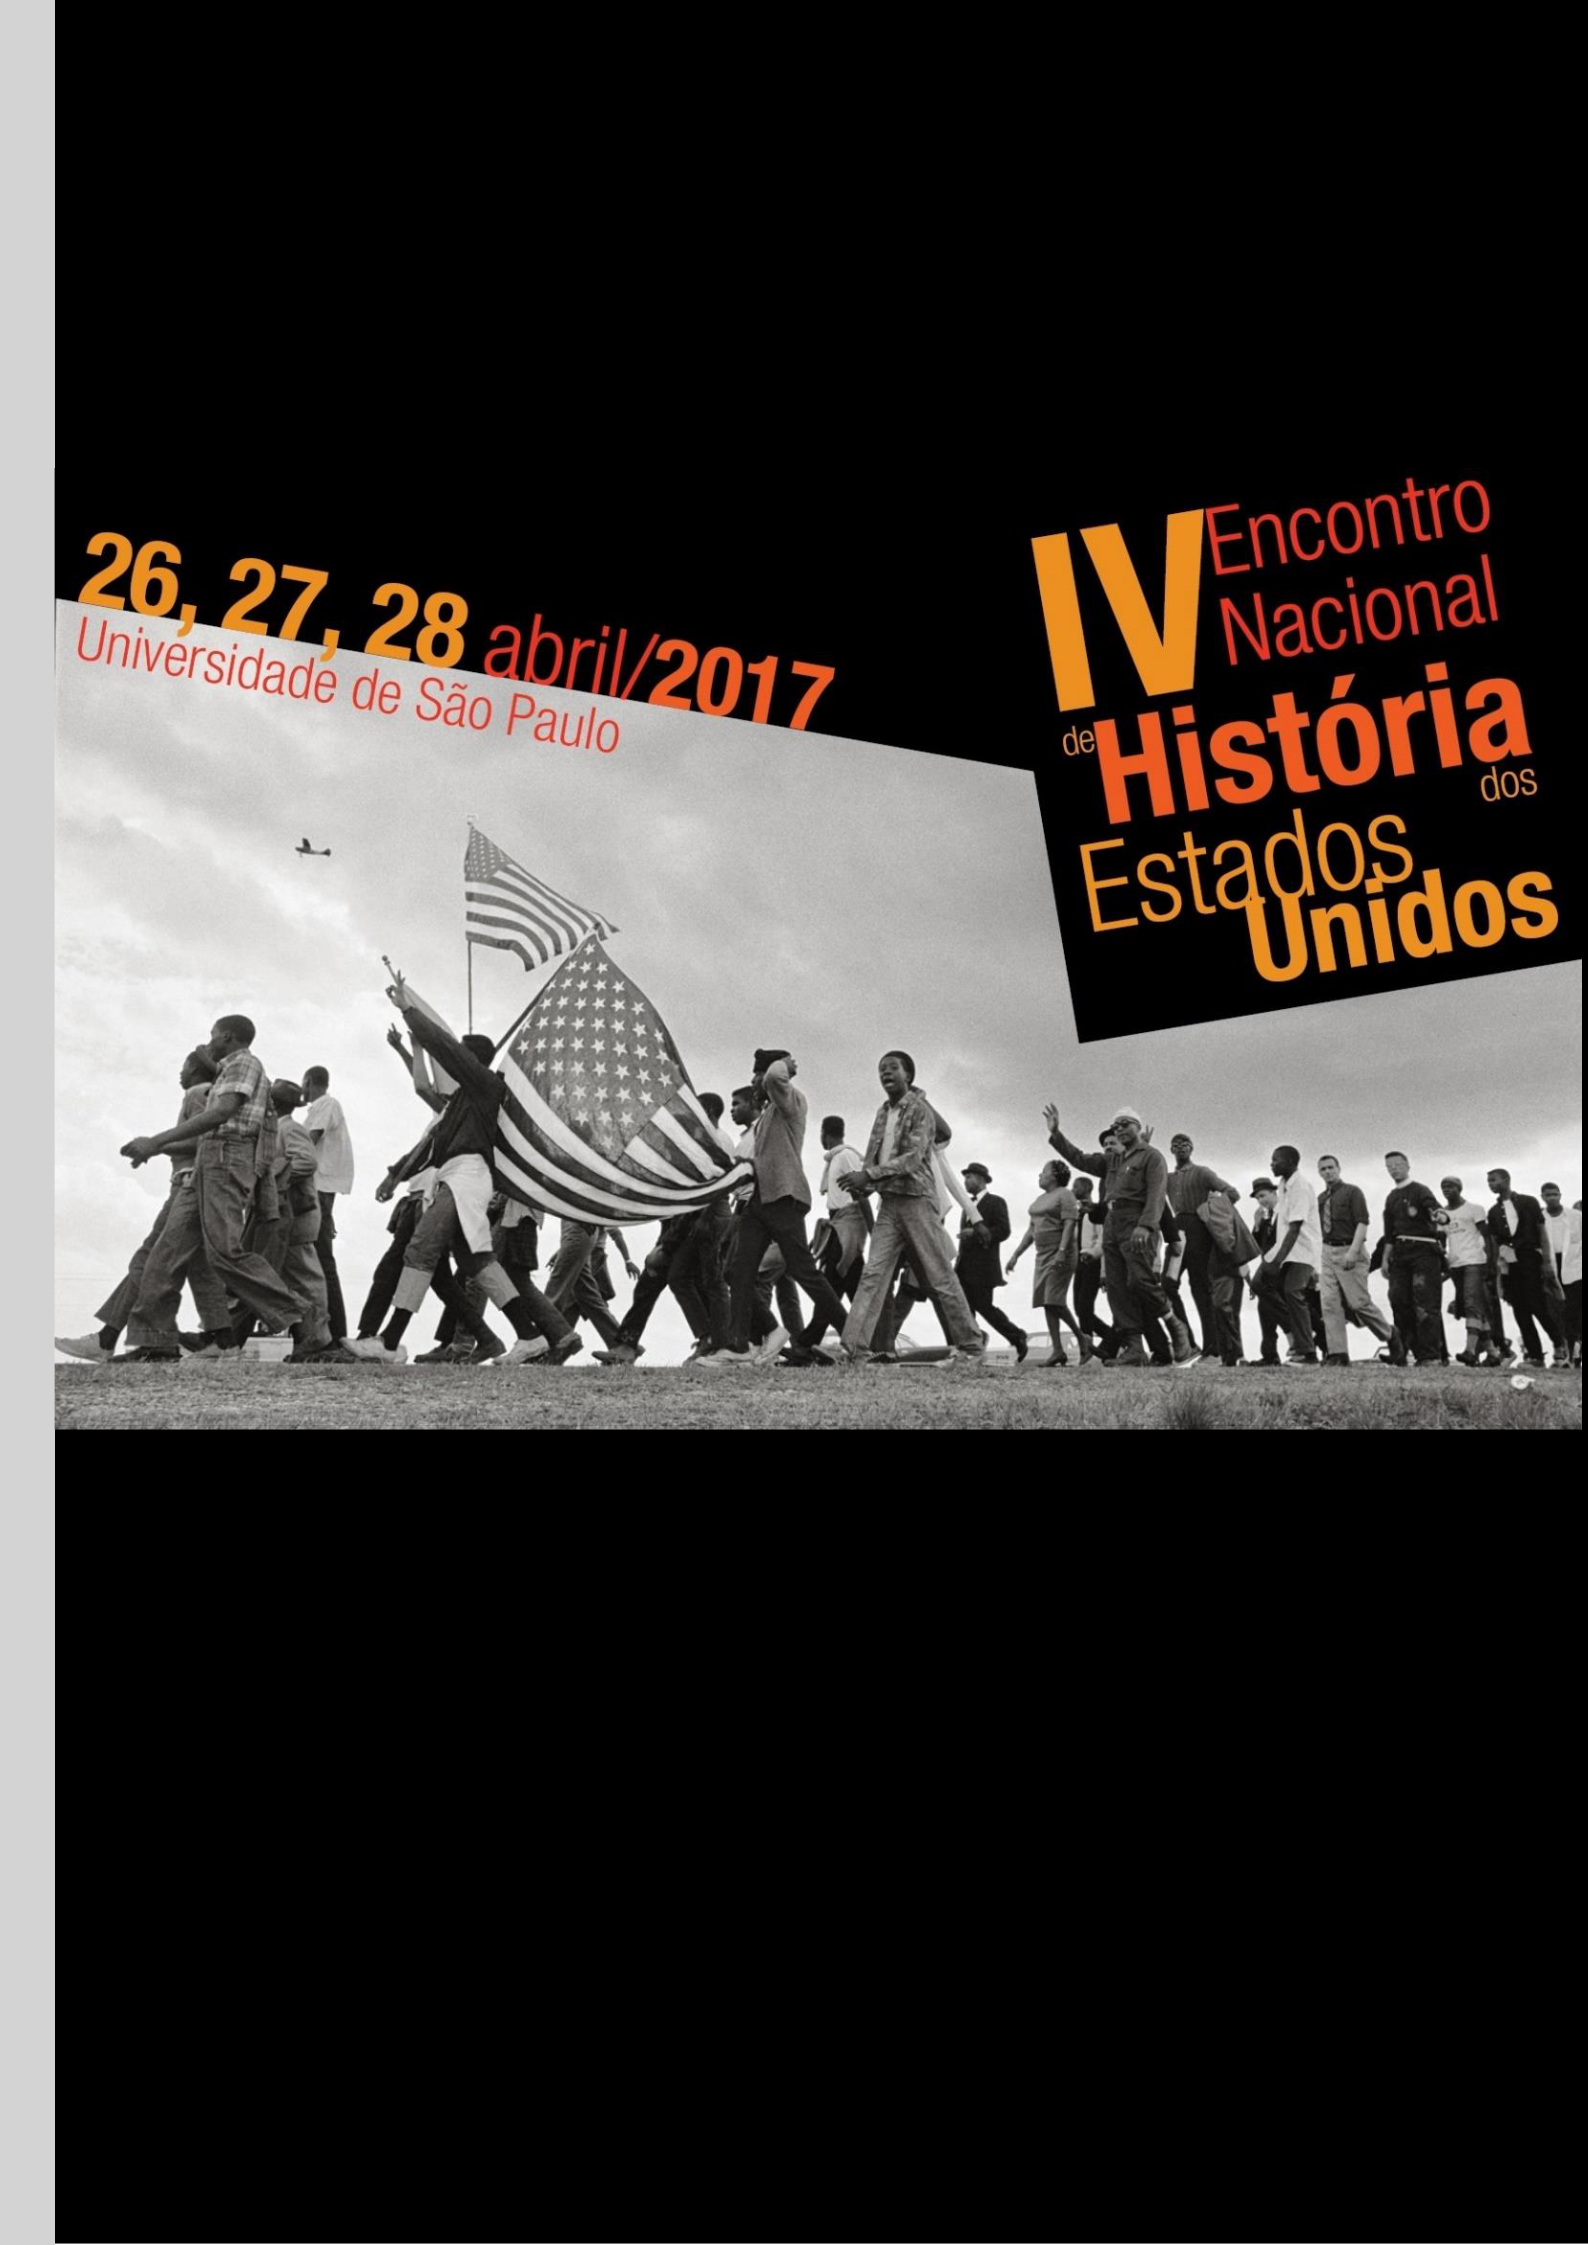 26, 27, 28 abril/2017
Universidade de São Paulo
IV Encontro
Nacional
de História
dos
Estados
Unidos